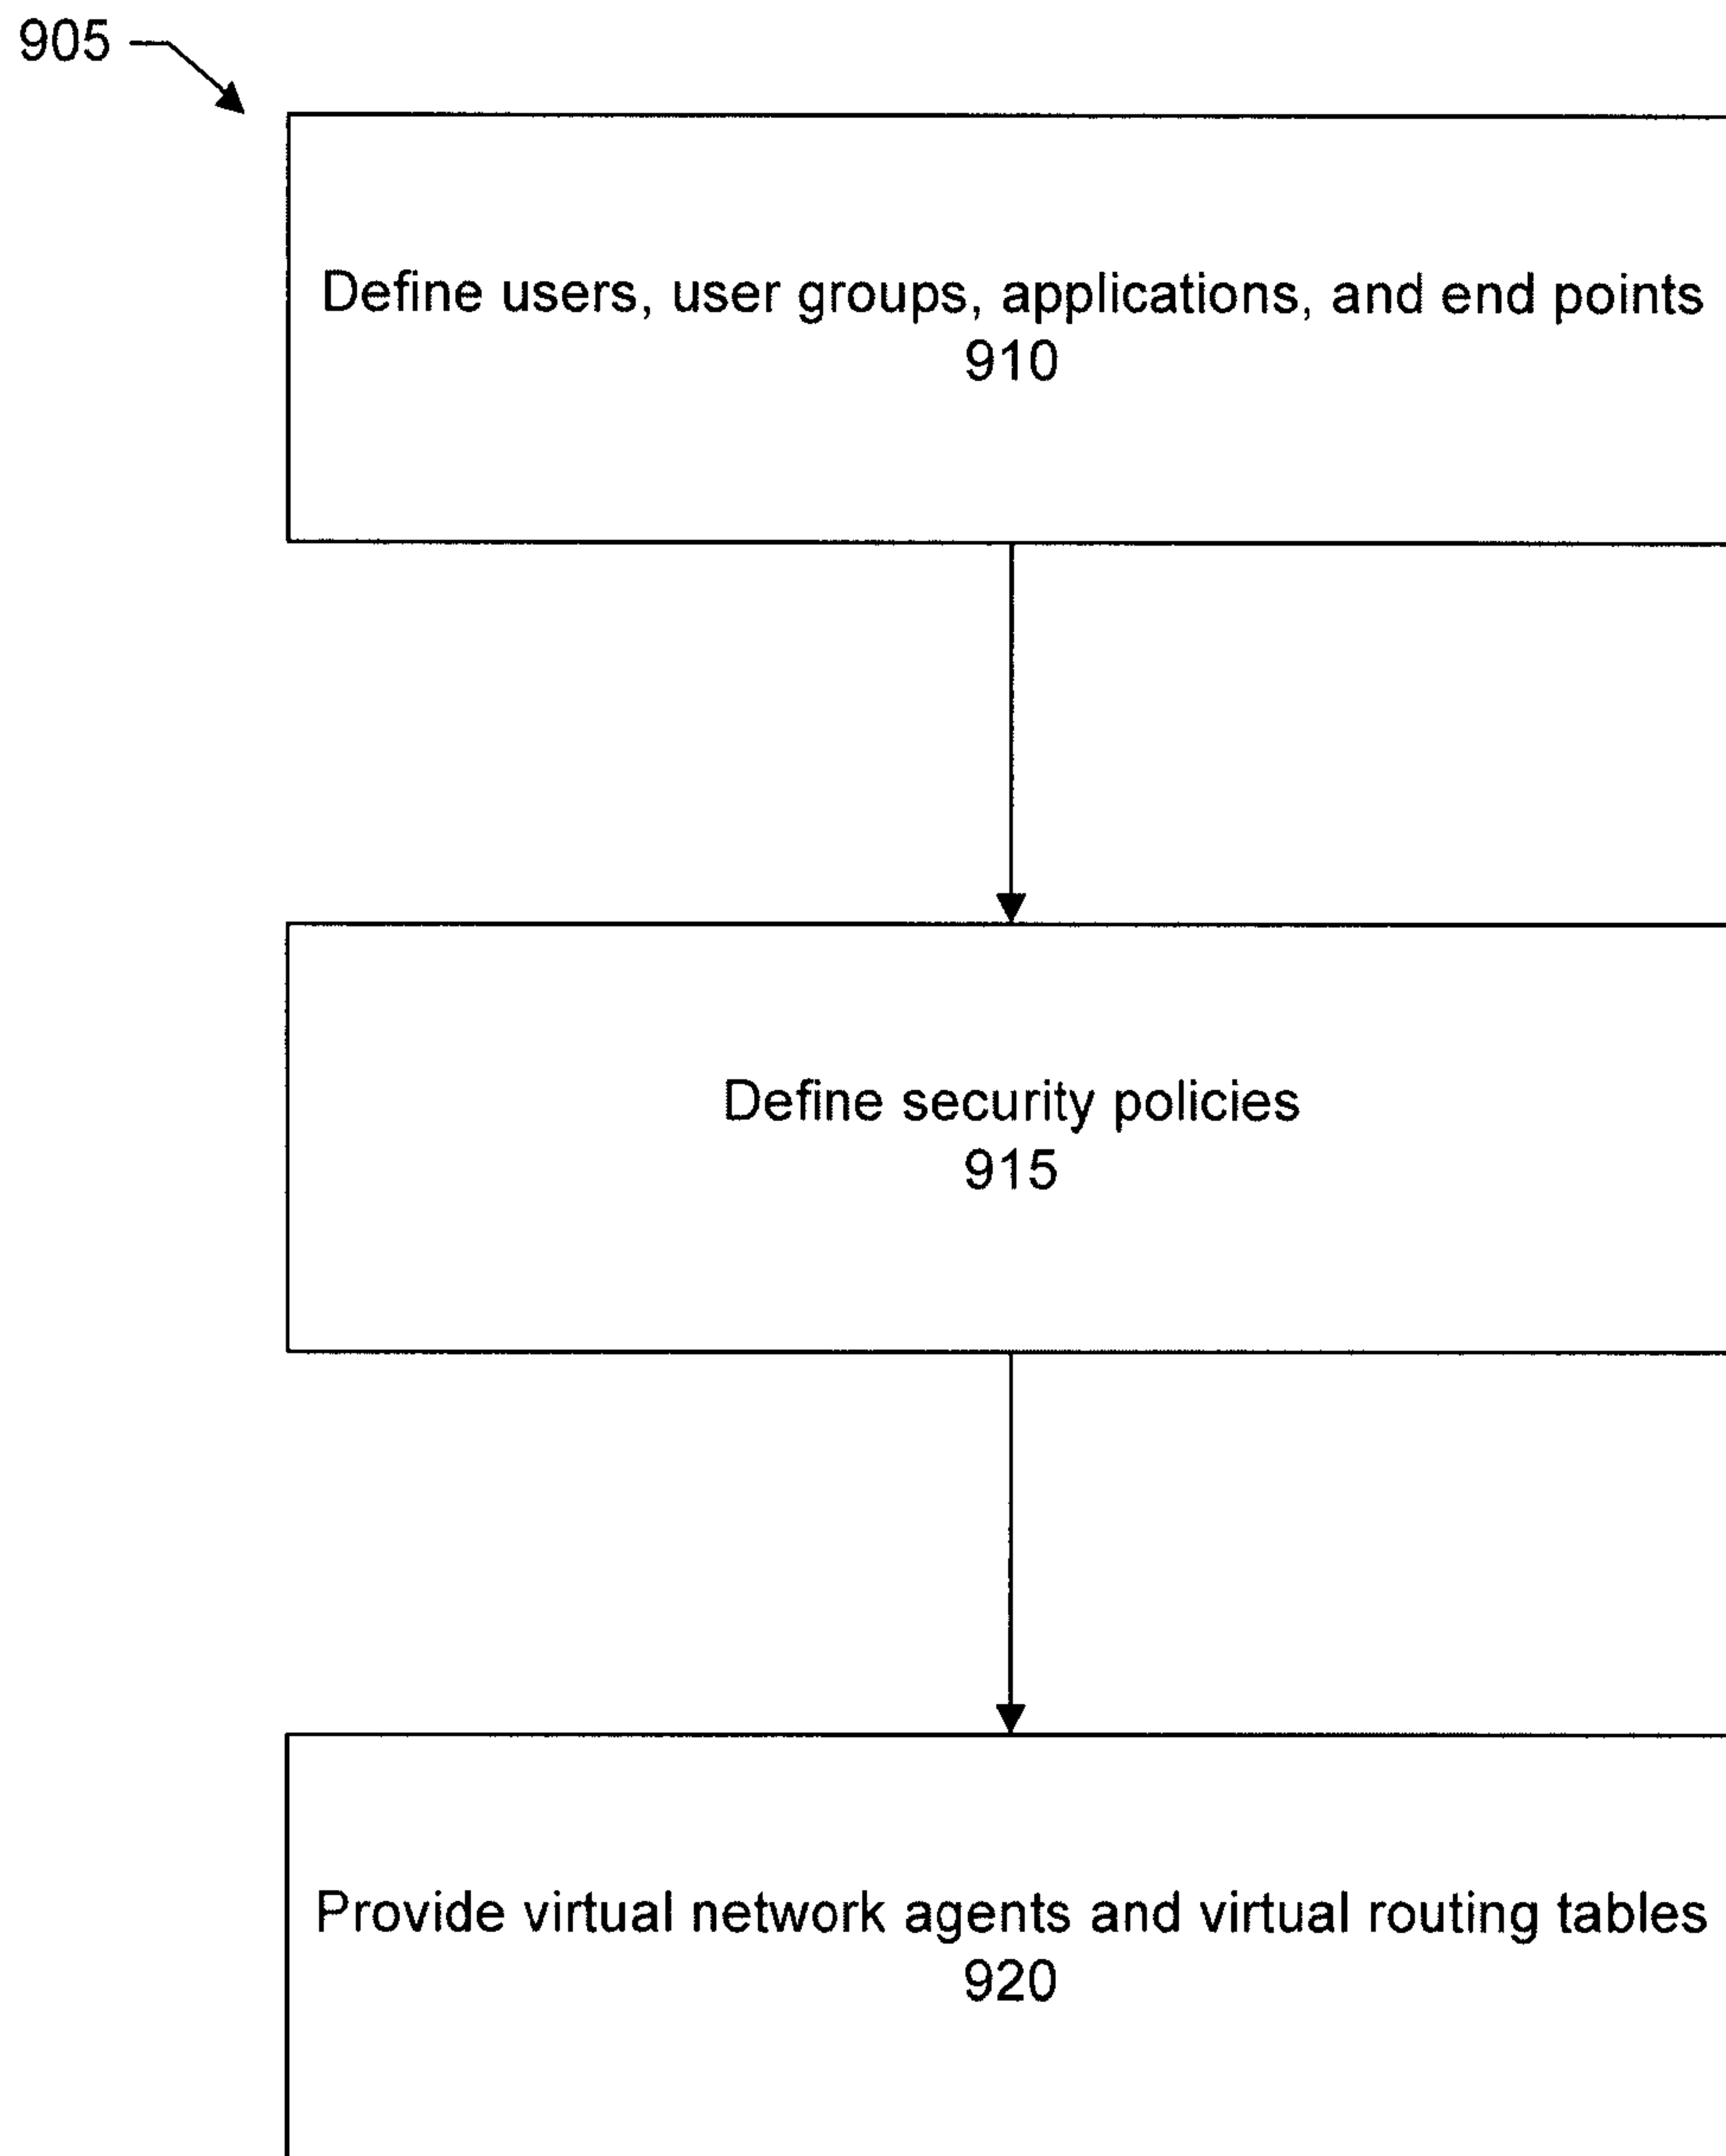 905
Define users, user groups, applications, and end points
910
Define security policies
915
Provide virtual network agents and virtual routing tables
920